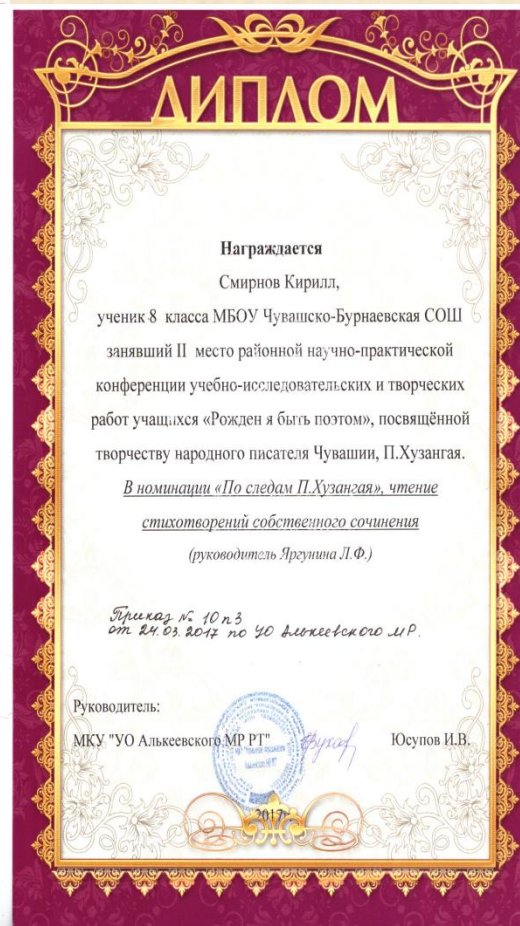 ДИПЛОМ
Награждается
Смирнов Кирилл,
ученик 8 класса МБОУ Чувашско-Бурнаевская СОШ
занявший II место районной научно-практической
конференции учебно-исследовательских и творческих
работ учащихся «Рожден я быть поэтом», посвящённой
творчеству народного писателя Чувашии, П.Хузангая.
В номинации «По следам П.Хузангая», чтение
стихотворений собственного сочинения
(руководитель Яргунина Л.Ф.)
Приказ № 10 п3
от 24.03.2017 по УО Алькеевского МР.
Руководитель:
МКУ "УО Алькеевского МР РТ"
Юсупов И.В.
2017г